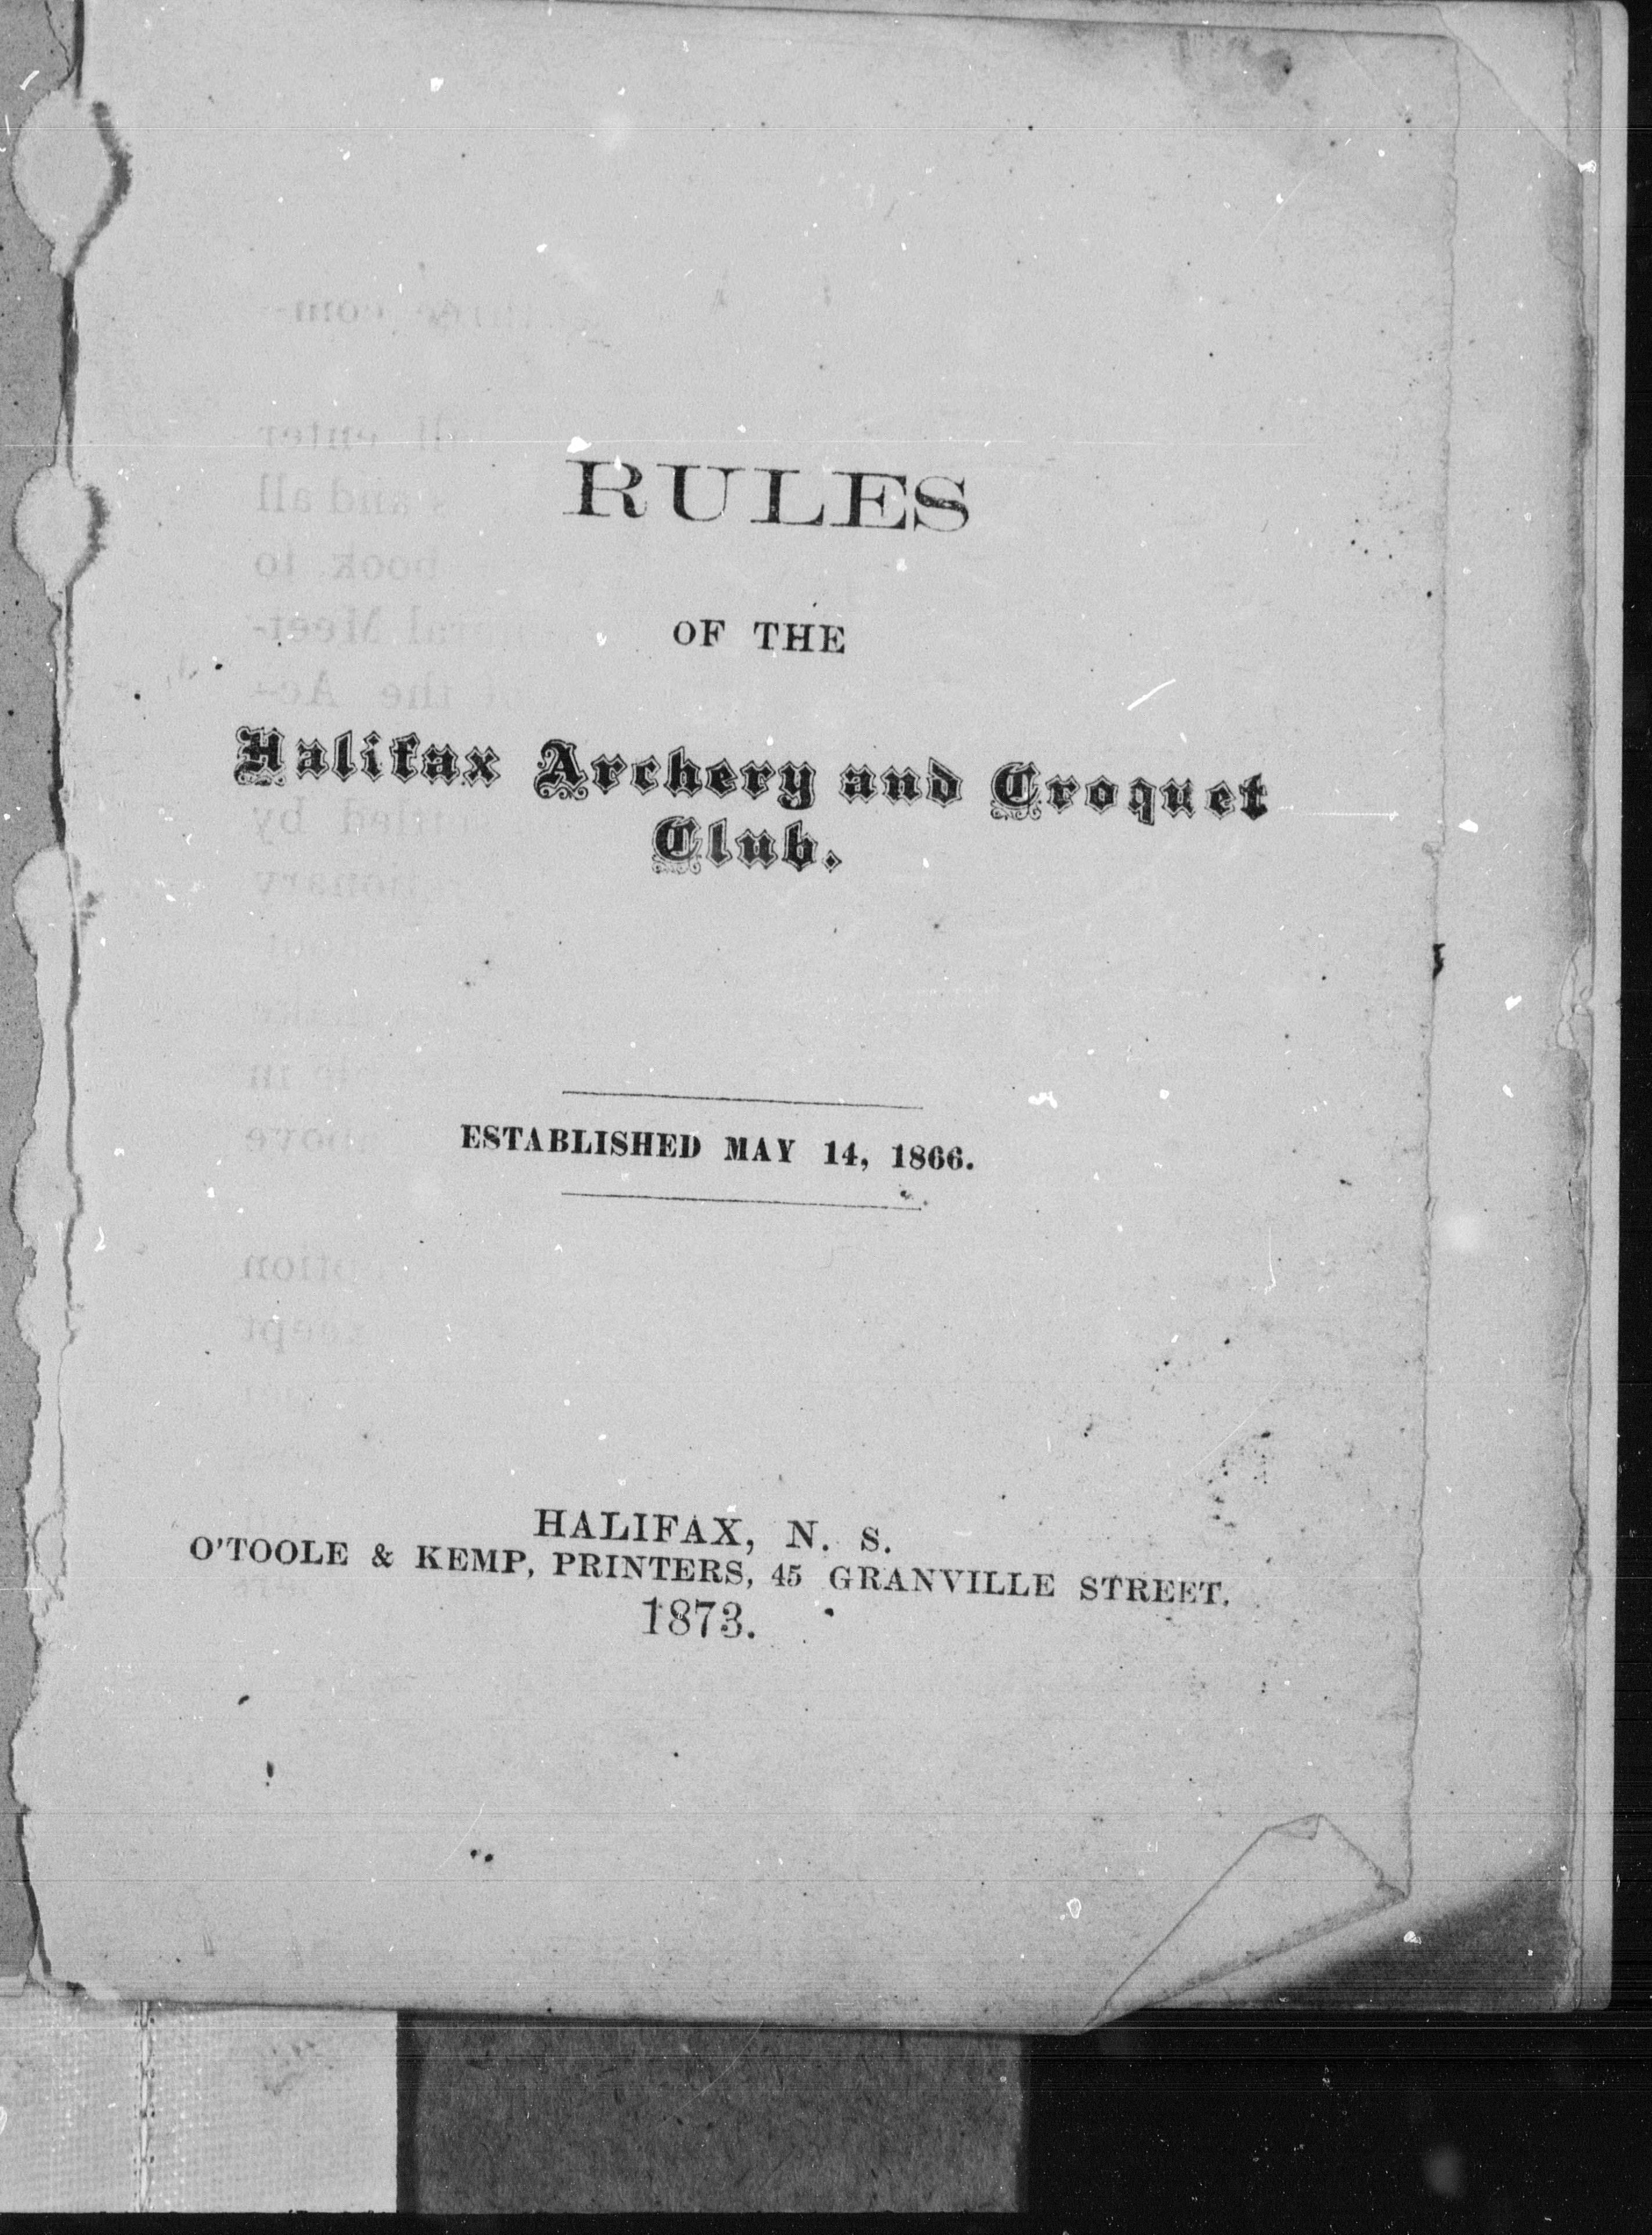 RULES
OF THE
Halifax Archery and Croquet
Club.
ESTABLISHED MAY 14, 1866.
HALIFAX, N. S.
O'TOOLE & KEMP, PRINTERS, 45 GRANVILLE STREET.
1873.